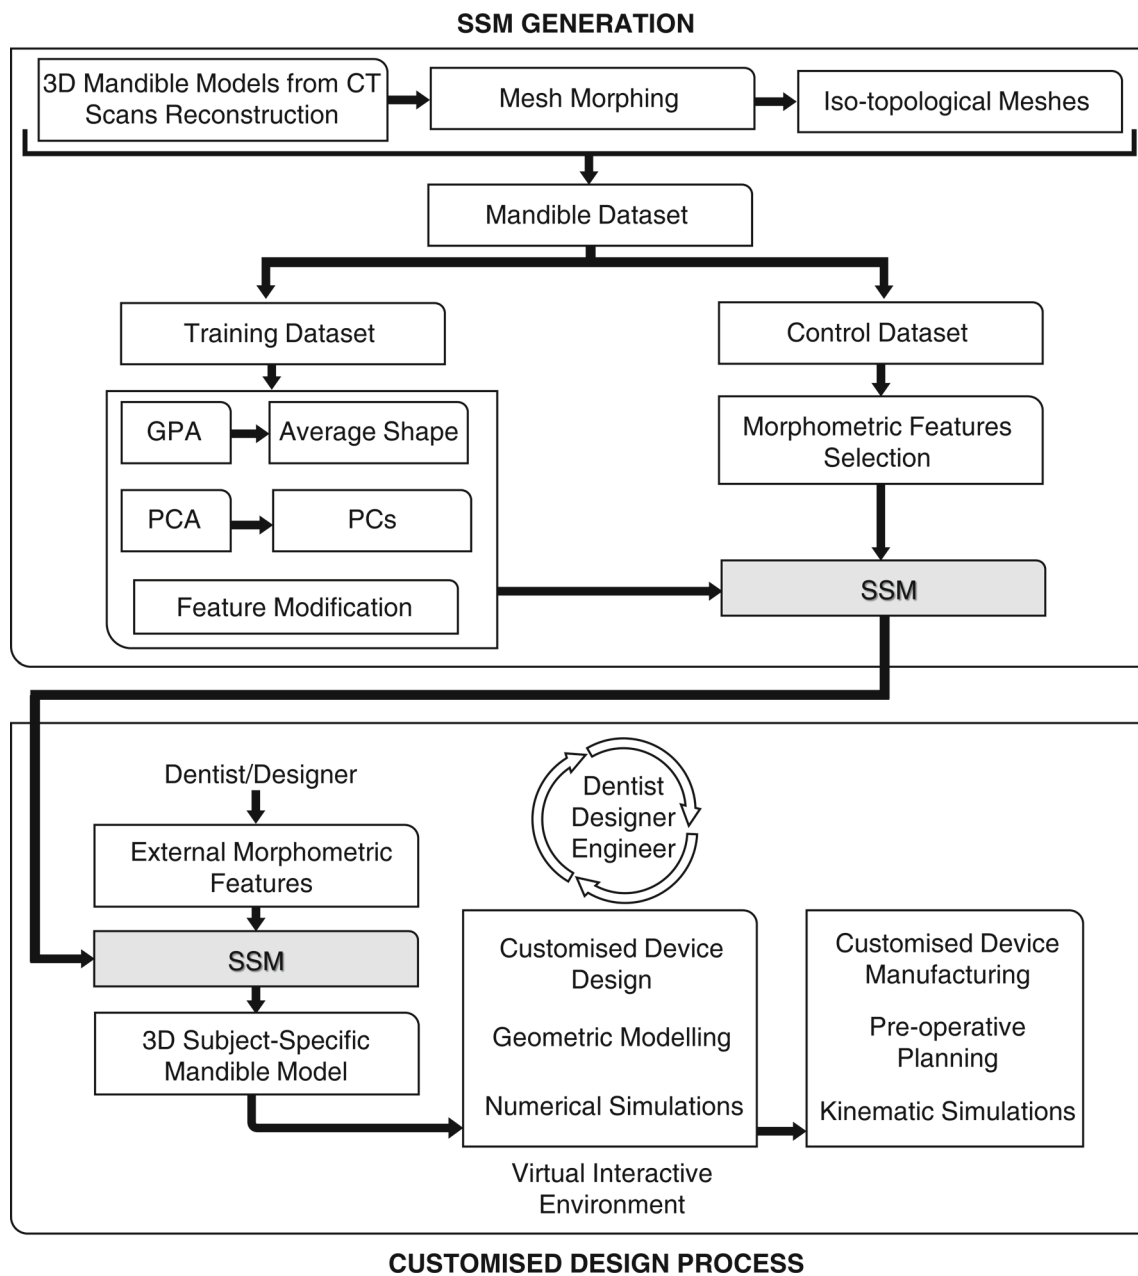 SSM GENERATION
3D Mandible Models from CT
Scans Reconstruction
Mesh Morphing
Iso-topological Meshes
Mandible Dataset
Training Dataset
Control Dataset
GPA
Average Shape
Morphometric Features
Selection
PCA
PCs
Feature Modification
SSM
Dentist/Designer
External Morphometric
Features
SSM
3D Subject-Specific
Mandible Model
Dentist
Designer
Engineer
Customised Device
Design
Geometric Modelling
Numerical Simulations
Virtual Interactive
Environment
Customised Device
Manufacturing
Pre-operative
Planning
Kinematic Simulations
CUSTOMISED DESIGN PROCESS